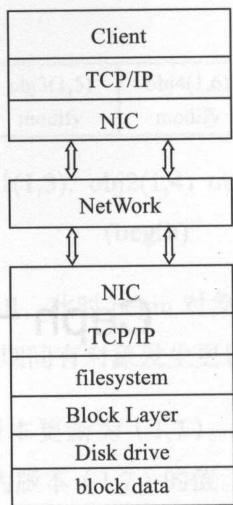 Client
TCP/IP
NIC
NetWork
NIC
TCP/IP
filesystem
Block Layer
Disk drive
block data